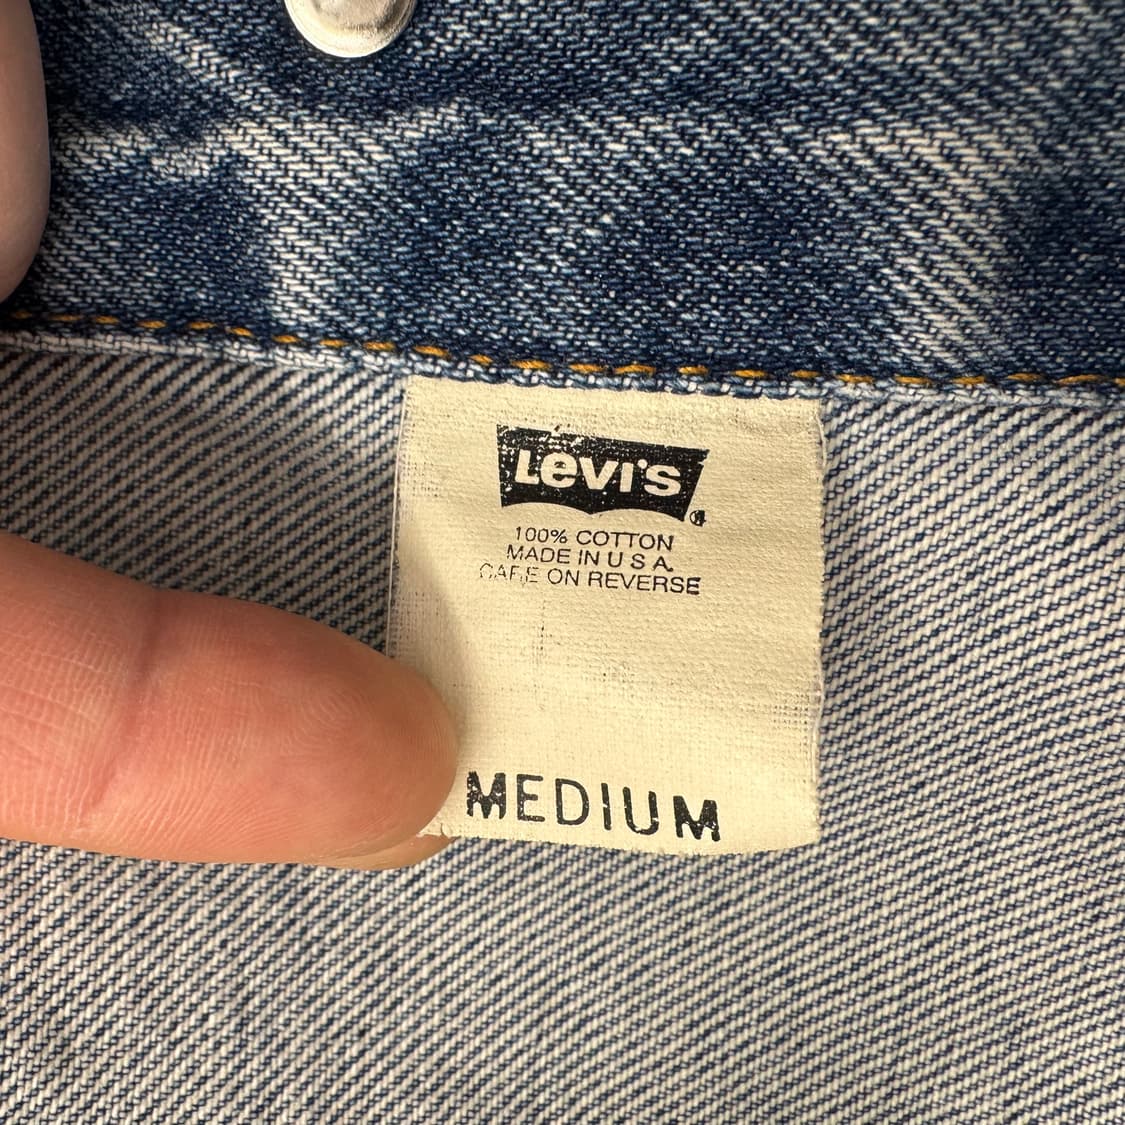 LEVI'S
100% COTTON
MADE IN U S A.
CARE ON REVERSE
MEDIUM